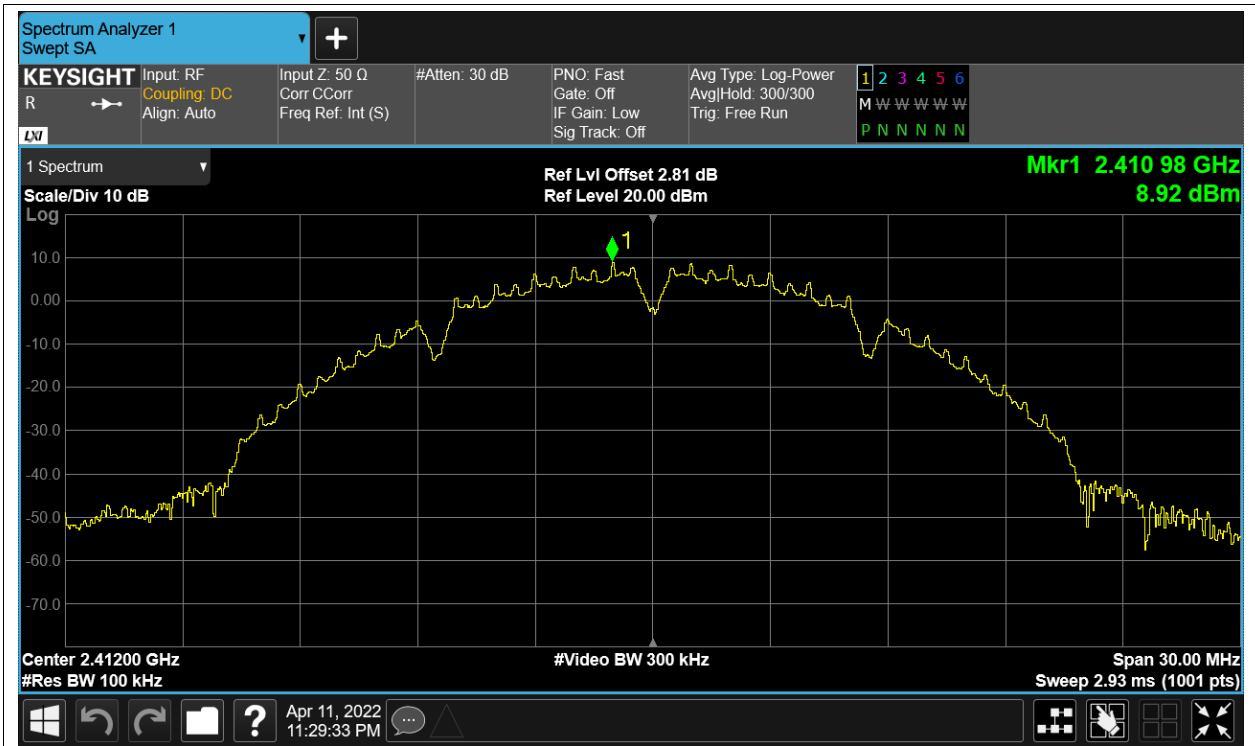 Spectrum Analyzer 1
Swept SA
+
KEYSIGHT
R
LXI
Input: RF
Coupling: DC
Align: Auto
Input Z: 50 Ω
Corr CCorr
Freq Ref: Int (S)
#Atten: 30 dB
PNO: Fast
Gate: Off
IF Gain: Low
Sig Track: Off
Avg Type: Log-Power
Avg|Hold: 300/300
Trig: Free Run
1 2 3 4 5 6
M W W W W W
P N N N N N
1 Spectrum
Scale/Div 10 dB
Log
Ref Lvl Offset 2.81 dB
Ref Level 20.00 dBm
Mkr1 2.410 98 GHz
8.92 dBm
1
10.0
0.00
-10.0
-20.0
-30.0
-40.0
-50.0
-60.0
-70.0
Center 2.41200 GHz
#Res BW 100 kHz
#Video BW 300 kHz
Span 30.00 MHz
Sweep 2.93 ms (1001 pts)
?
Apr 11, 2022
11:29:33 PM